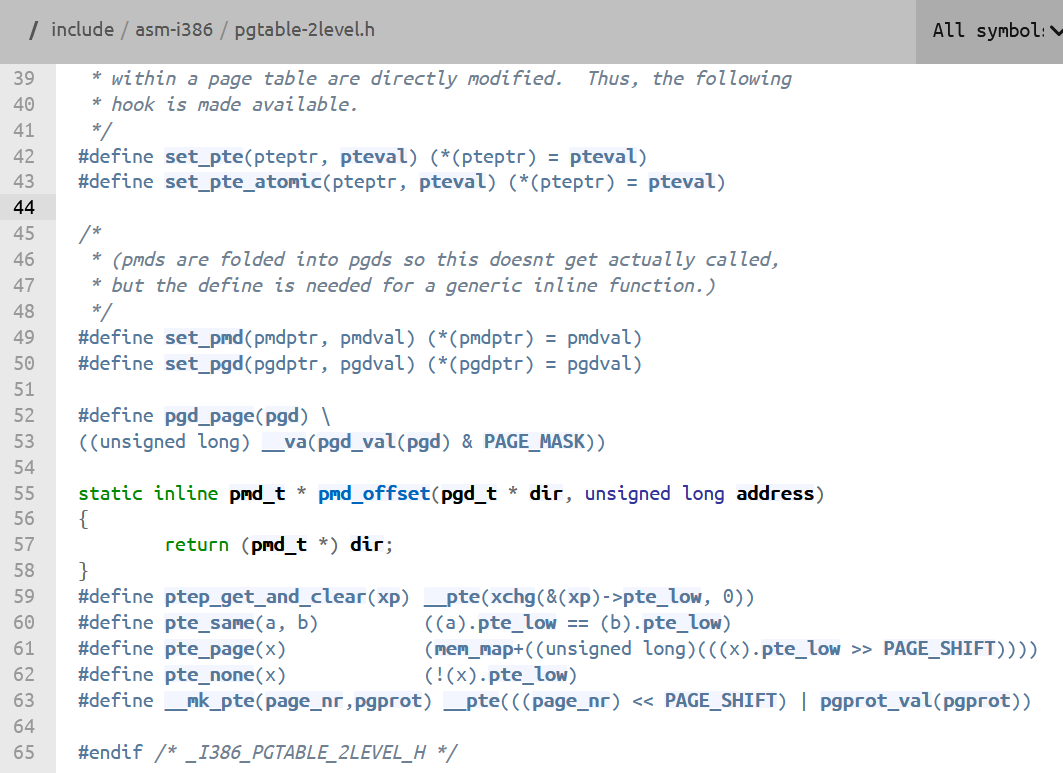 / include / asm-i386 / pgtable-2level.h
All symbol
39 * within a page table are directly modified.  Thus, the following
40 * hook is made available.
41 */
42 #define set_pte(pteptr, pteval) (*(pteptr) = pteval)
43 #define set_pte_atomic(pteptr, pteval) (*(pteptr) = pteval)
44
45 /*
46 * (pmds are folded into pgds so this doesnt get actually called,
47 * but the define is needed for a generic inline function.)
48 */
49 #define set_pmd(pmdptr, pmdval) (*(pmdptr) = pmdval)
50 #define set_pgd(pgdptr, pgdval) (*(pgdptr) = pgdval)
51
52 #define pgd_page(pgd) \
53 ((unsigned long) __va(pgd_val(pgd) & PAGE_MASK))
54
55 static inline pmd_t * pmd_offset(pgd_t * dir, unsigned long address)
56 {
57         return (pmd_t *) dir;
58 }
59 #define ptep_get_and_clear(xp) __pte(xchg(&(xp)->pte_low, 0))
60 #define pte_same(a, b)          ((a).pte_low == (b).pte_low)
61 #define pte_page(x)             (mem_map+((unsigned long)(((x).pte_low >> PAGE_SHIFT))))
62 #define pte_none(x)             (!(x).pte_low)
63 #define __mk_pte(page_nr,pgprot) __pte(((page_nr) << PAGE_SHIFT) | pgprot_val(pgprot))
64
65 #endif /* _I386_PGTABLE_2LEVEL_H */